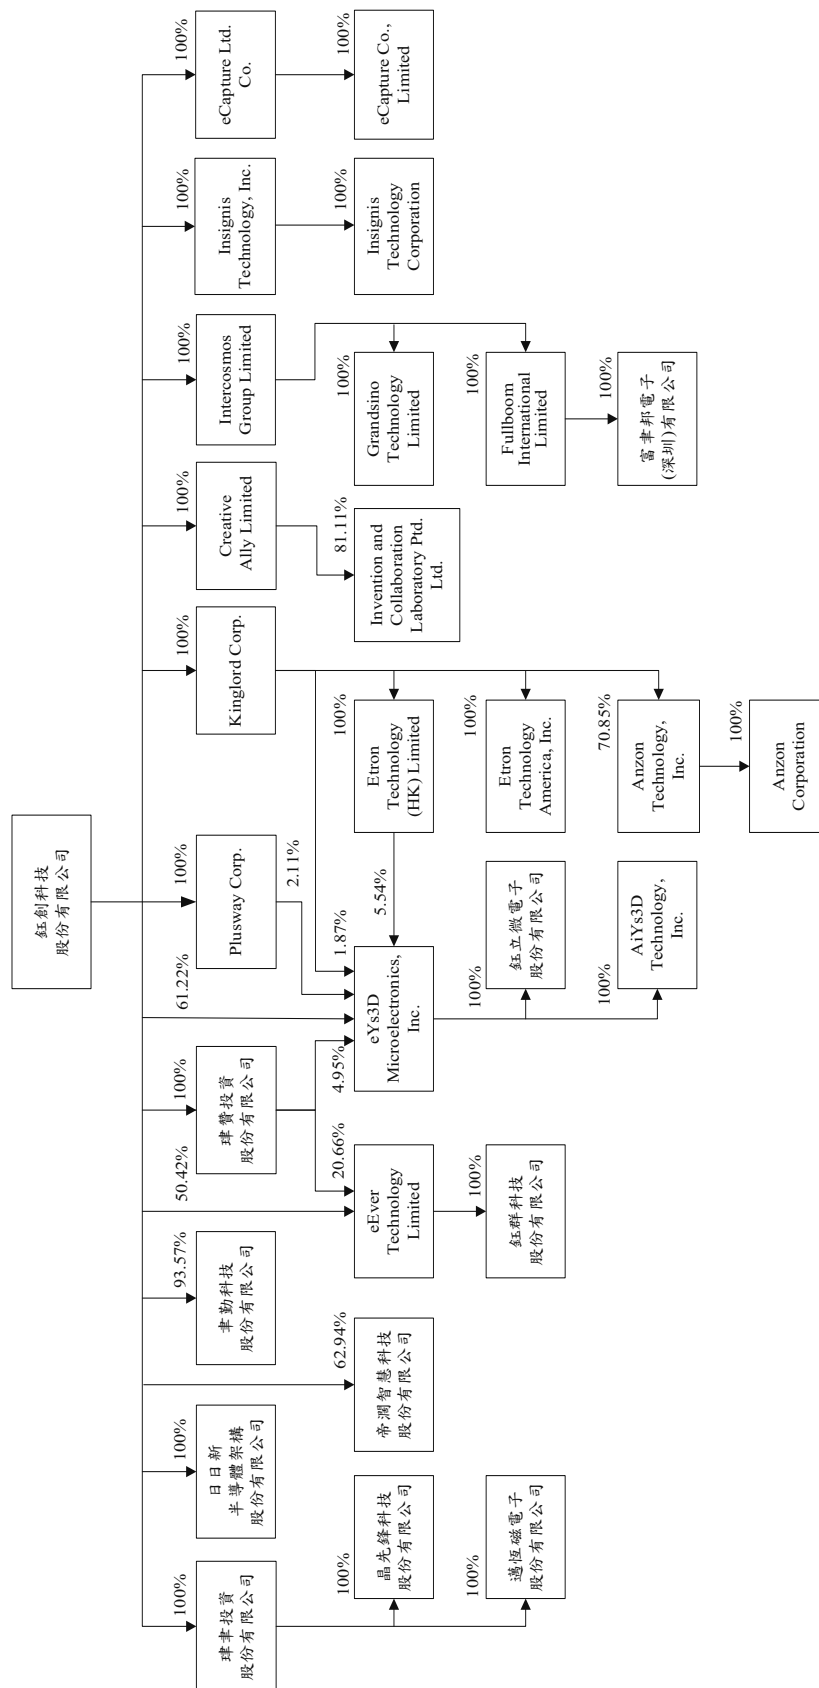 鈺創科技
股份有限公司
100%
瑋聿投資
股份有限公司
100%
日日新
半導體架構
股份有限公司
93.57%
聿勤科技
股份有限公司
50.42%
100%
瑋贊投資
股份有限公司
61.22%
100%
Plusway Corp.
100%
Kinglord Corp.
100%
Creative
Ally Limited
100%
Intercosmos
Group Limited
100%
Insignis
Technology, Inc.
100%
eCapture Ltd.
Co.
100%
晶先鋒科技
股份有限公司
62.94%
帝濶智慧科技
股份有限公司
20.66%
eEver
Technology
Limited
4.95%
2.11%
1.87%
eYs3D
Microelectronics,
Inc.
5.54%
100%
Etron
Technology
(HK) Limited
81.11%
Invention and
Collaboration
Laboratory Ptd.
Ltd.
100%
Grandsino
Technology
Limited
100%
Insignis
Technology
Corporation
100%
eCapture Co.,
Limited
100%
邁恆磁電子
股份有限公司
100%
鈺群科技
股份有限公司
100%
鈺立微電子
股份有限公司
100%
Etron
Technology
America, Inc.
100%
Fullboom
International
Limited
100%
AiYs3D
Technology,
Inc.
70.85%
Anzon
Technology,
Inc.
100%
富聿邦電子
(深圳)有限公司
100%
Anzon
Corporation